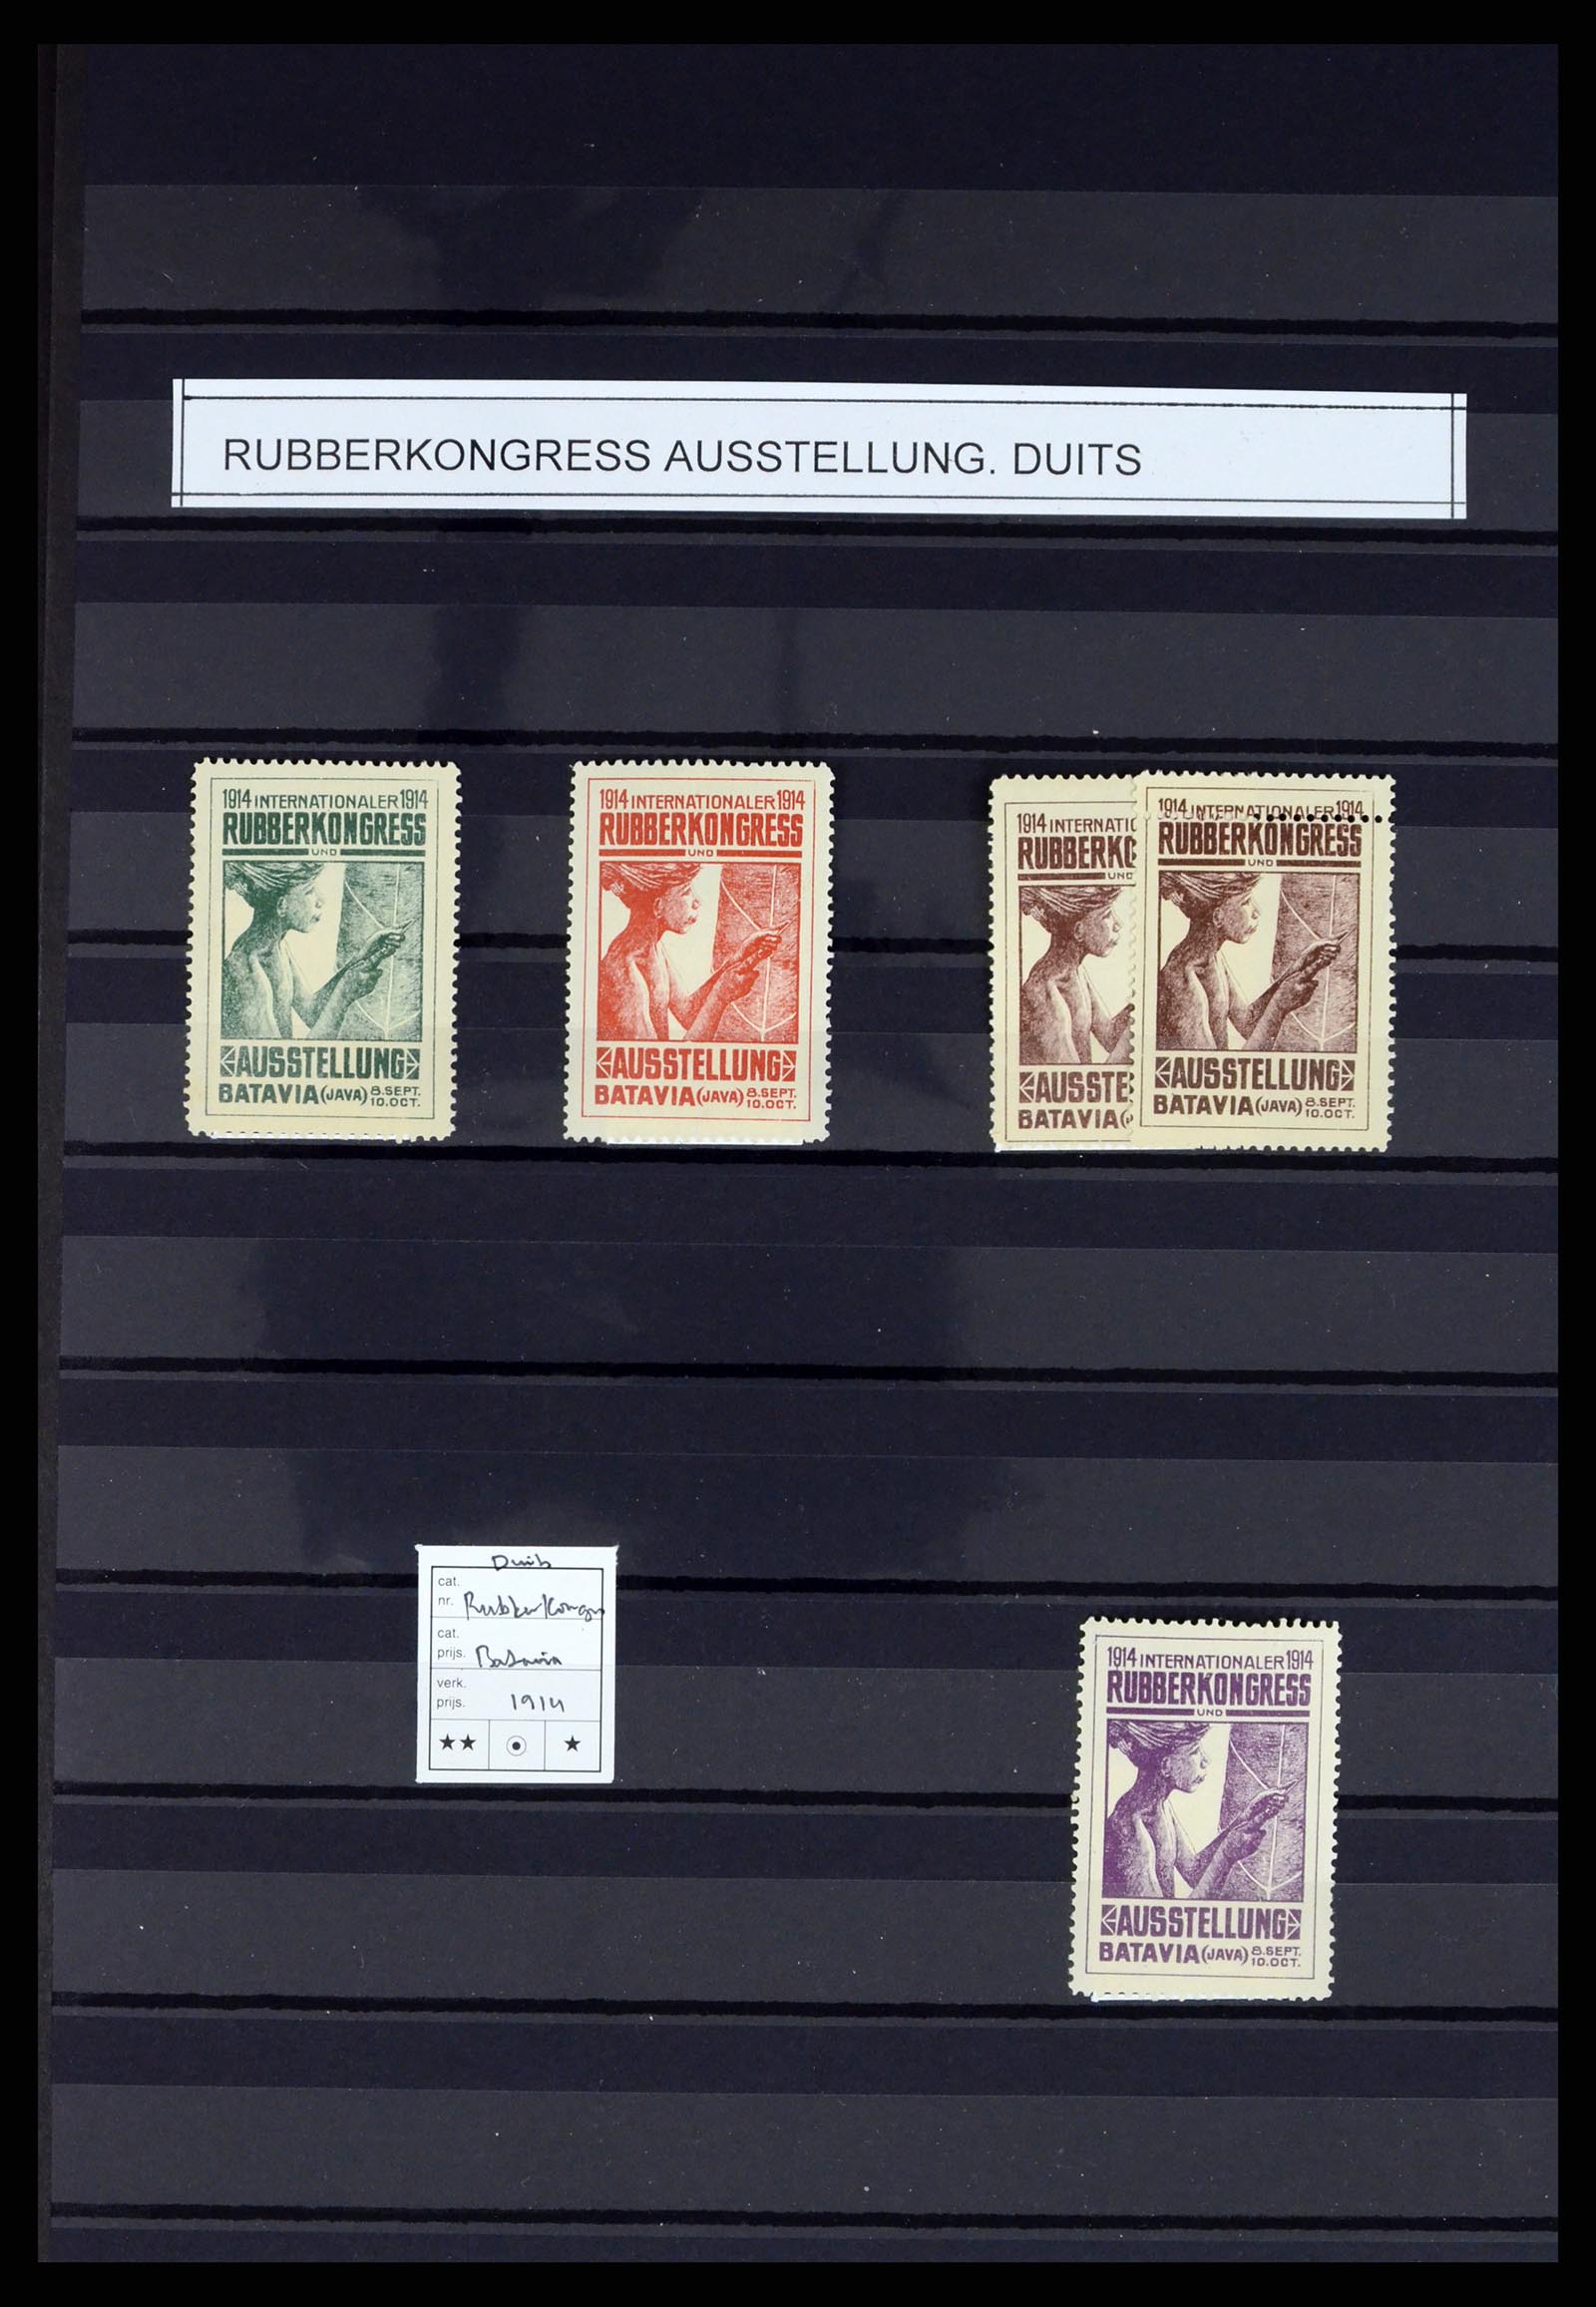 RUBBERKONGRESS AUSSTELLUNG. DUITS
1914 INTERNATIONALER 1914
RUBBERKONGRESS
UND
AUSSTELLUNG
BATAVIA (JAVA) 8.SEPT.
10.OCT.
1914 INTERNATIONALER 1914
RUBBERKONGRESS
UND
AUSSTELLUNG
BATAVIA (JAVA) 8.SEPT.
10.OCT.
1914 INTERNATIO
RUBBERKO
UND
AUSSTE
BATAVIA (
1914 INTERNATIONALER 1914
RUBBERKONGRESS
UND
AUSSTELLUNG
BATAVIA (JAVA) 8.SEPT.
10.OCT.
Duits
cat.
nr. Rubberkongr
cat.
prijs. Batavia
verk.
prijs. 1914
1914 INTERNATIONALER 1914
RUBBERKONGRESS
UND
AUSSTELLUNG
BATAVIA (JAVA) 8.SEPT.
10.OCT.